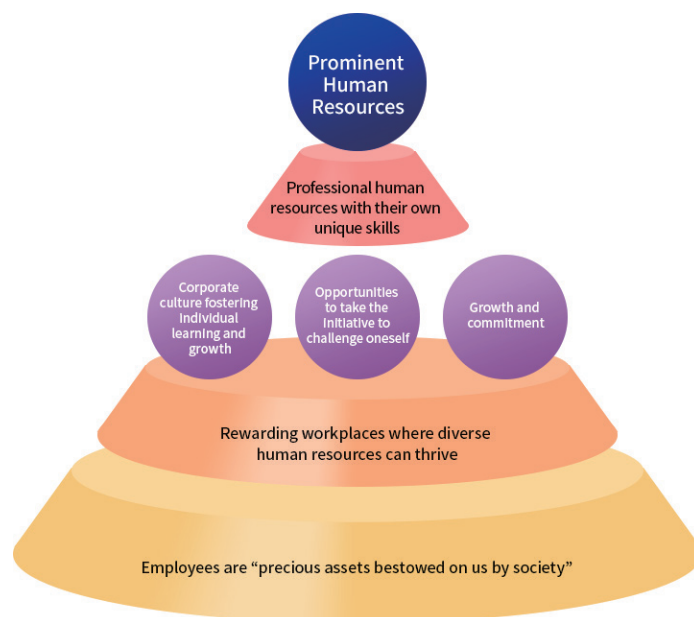 Prominent
Human
Resources
Professional human
resources with their own
unique skills
Corporate
culture fostering
individual
learning and
growth
Opportunities
to take the
initiative to
challenge oneself
Growth and
commitment
Rewarding workplaces where diverse
human resources can thrive
Employees are “precious assets bestowed on us by society”